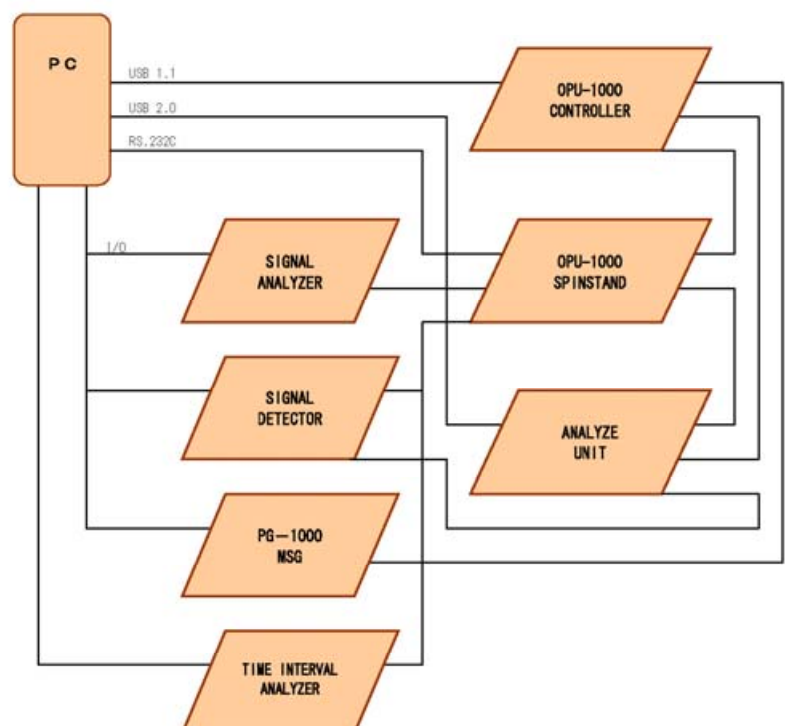 PC
USB 1.1
USB 2.0
RS.232C
OPU-1000
CONTROLLER
I/O
SIGNAL
ANALYZER
OPU-1000
SPINSTAND
SIGNAL
DETECTOR
ANALYZE
UNIT
PG-1000
MSG
TIME INTERVAL
ANALYZER